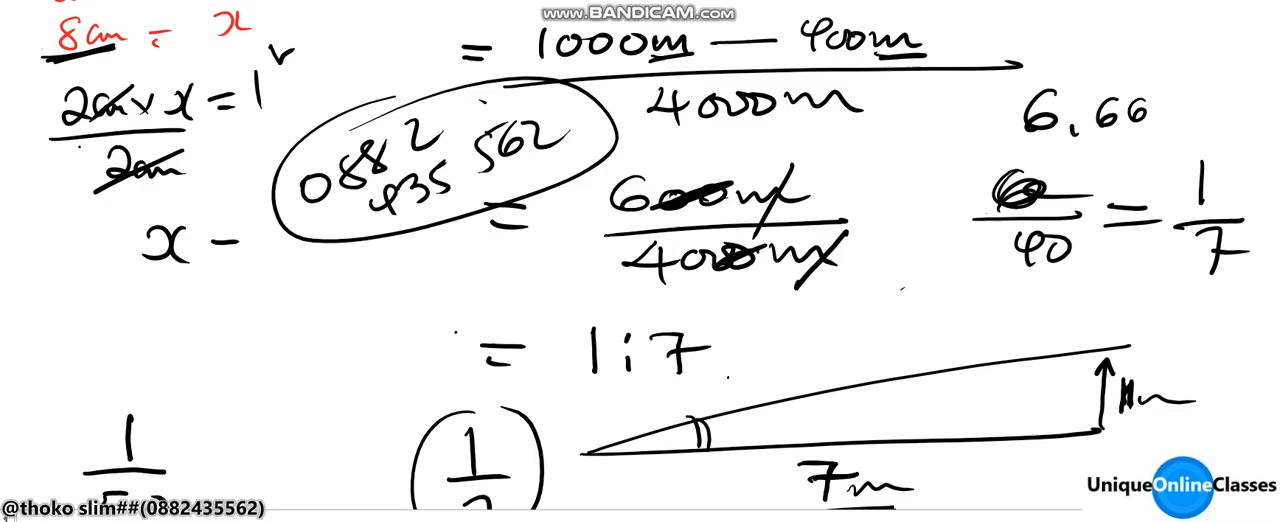 www.BANDICAM.com
8cm = x
= 1000m — 400m
2cm × x = 1
4000m
6.66
2cm
0882
435 562
= 600m
4000m
40 = 1
7
x =
= 1:7
1m
1
1
7m
UniqueOnlineClasses
@thoko slim##(0882435562)